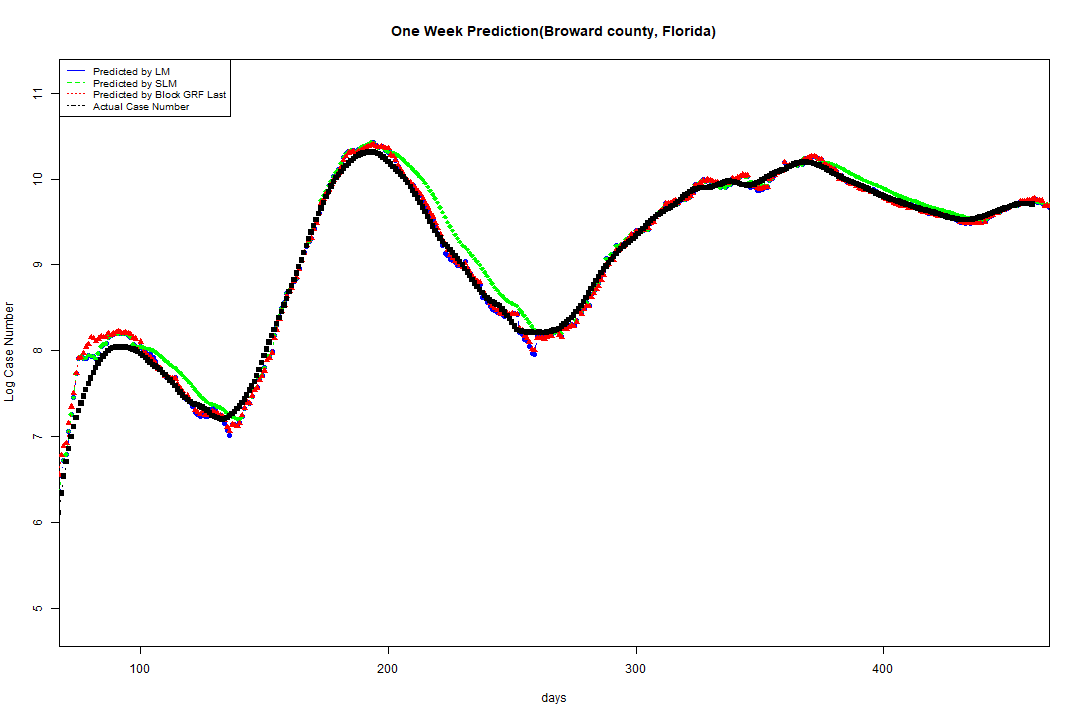 One Week Prediction(Broward county, Florida)
Predicted by LM
Predicted by SLM
Predicted by Block GRF Last
Actual Case Number
11
10
9
8
7
6
5
Log Case Number
100 200 300 400
days